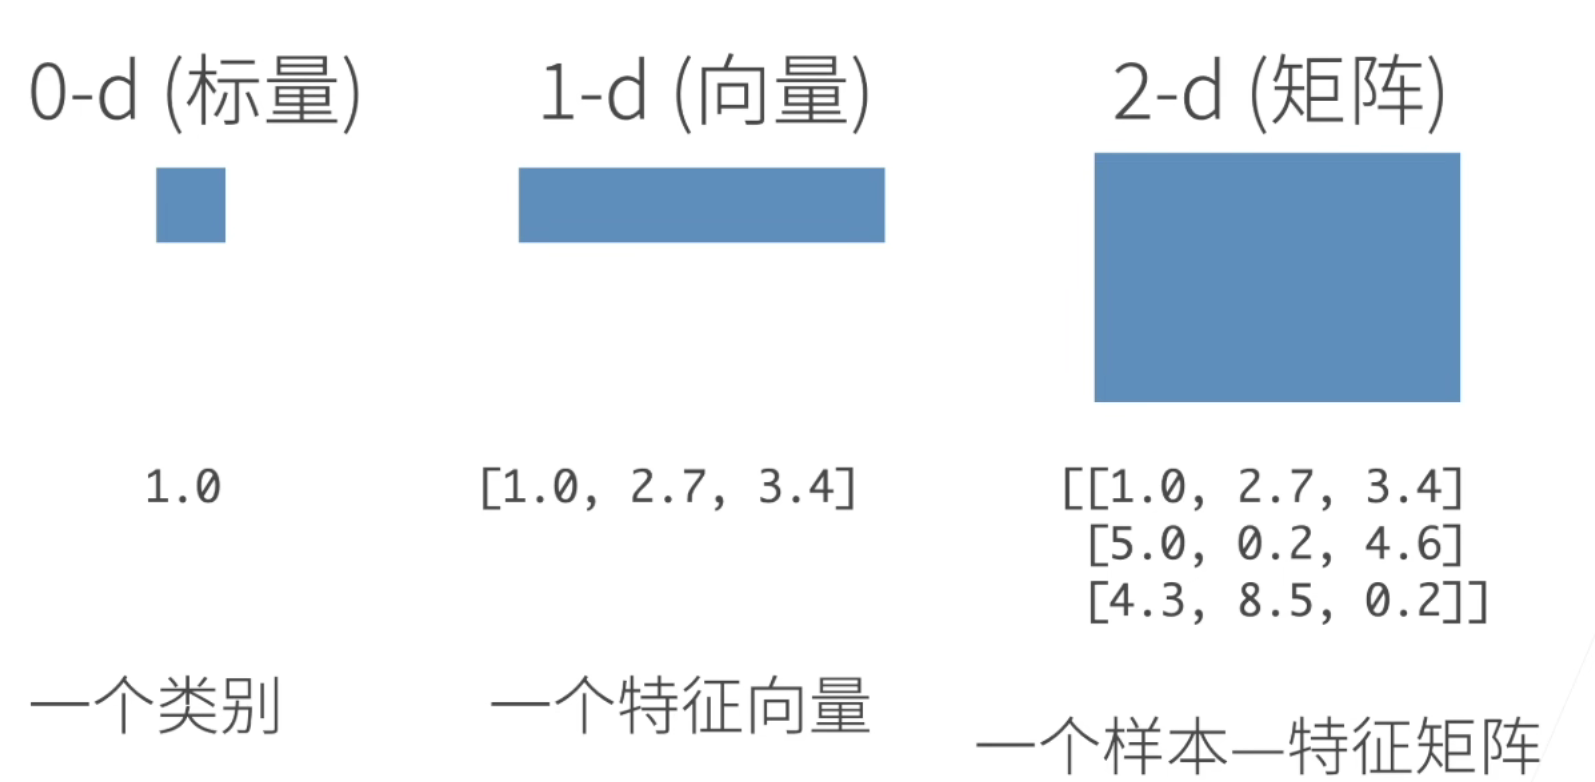 0-d (标量)
1-d (向量)
2-d (矩阵)
1.0
[1.0, 2.7, 3.4]
[[1.0, 2.7, 3.4]
[5.0, 0.2, 4.6]
[4.3, 8.5, 0.2]]
一个类别
一个特征向量
一个样本—特征矩阵